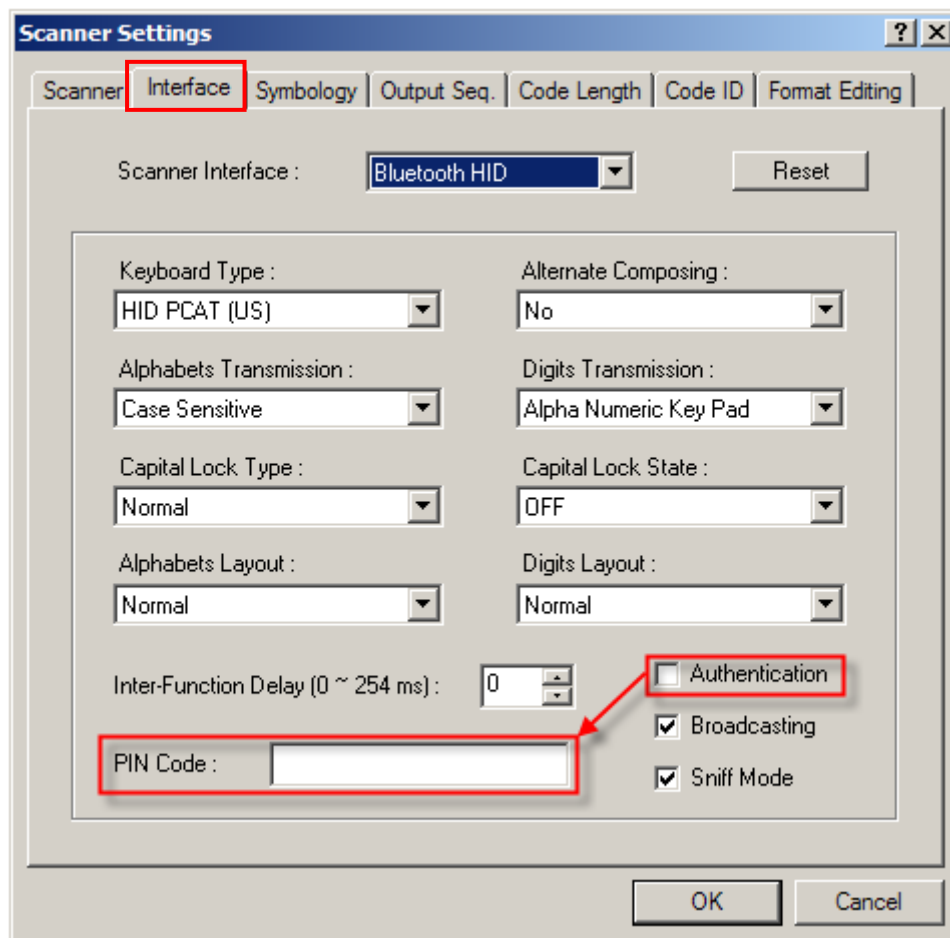 Scanner Settings
Scanner Interface Symbology Output Seq. Code Length Code ID Format Editing
Scanner Interface : Bluetooth HID Reset
Keyboard Type : Alternate Composing :
HID PCAT (US) No
Alphabets Transmission : Digits Transmission :
Case Sensitive Alpha Numeric Key Pad
Capital Lock Type : Capital Lock State :
Normal OFF
Alphabets Layout : Digits Layout :
Normal Normal
Inter-Function Delay (0 ~ 254 ms) : 0 Authentication
Broadcasting
PIN Code :
Sniff Mode
OK Cancel